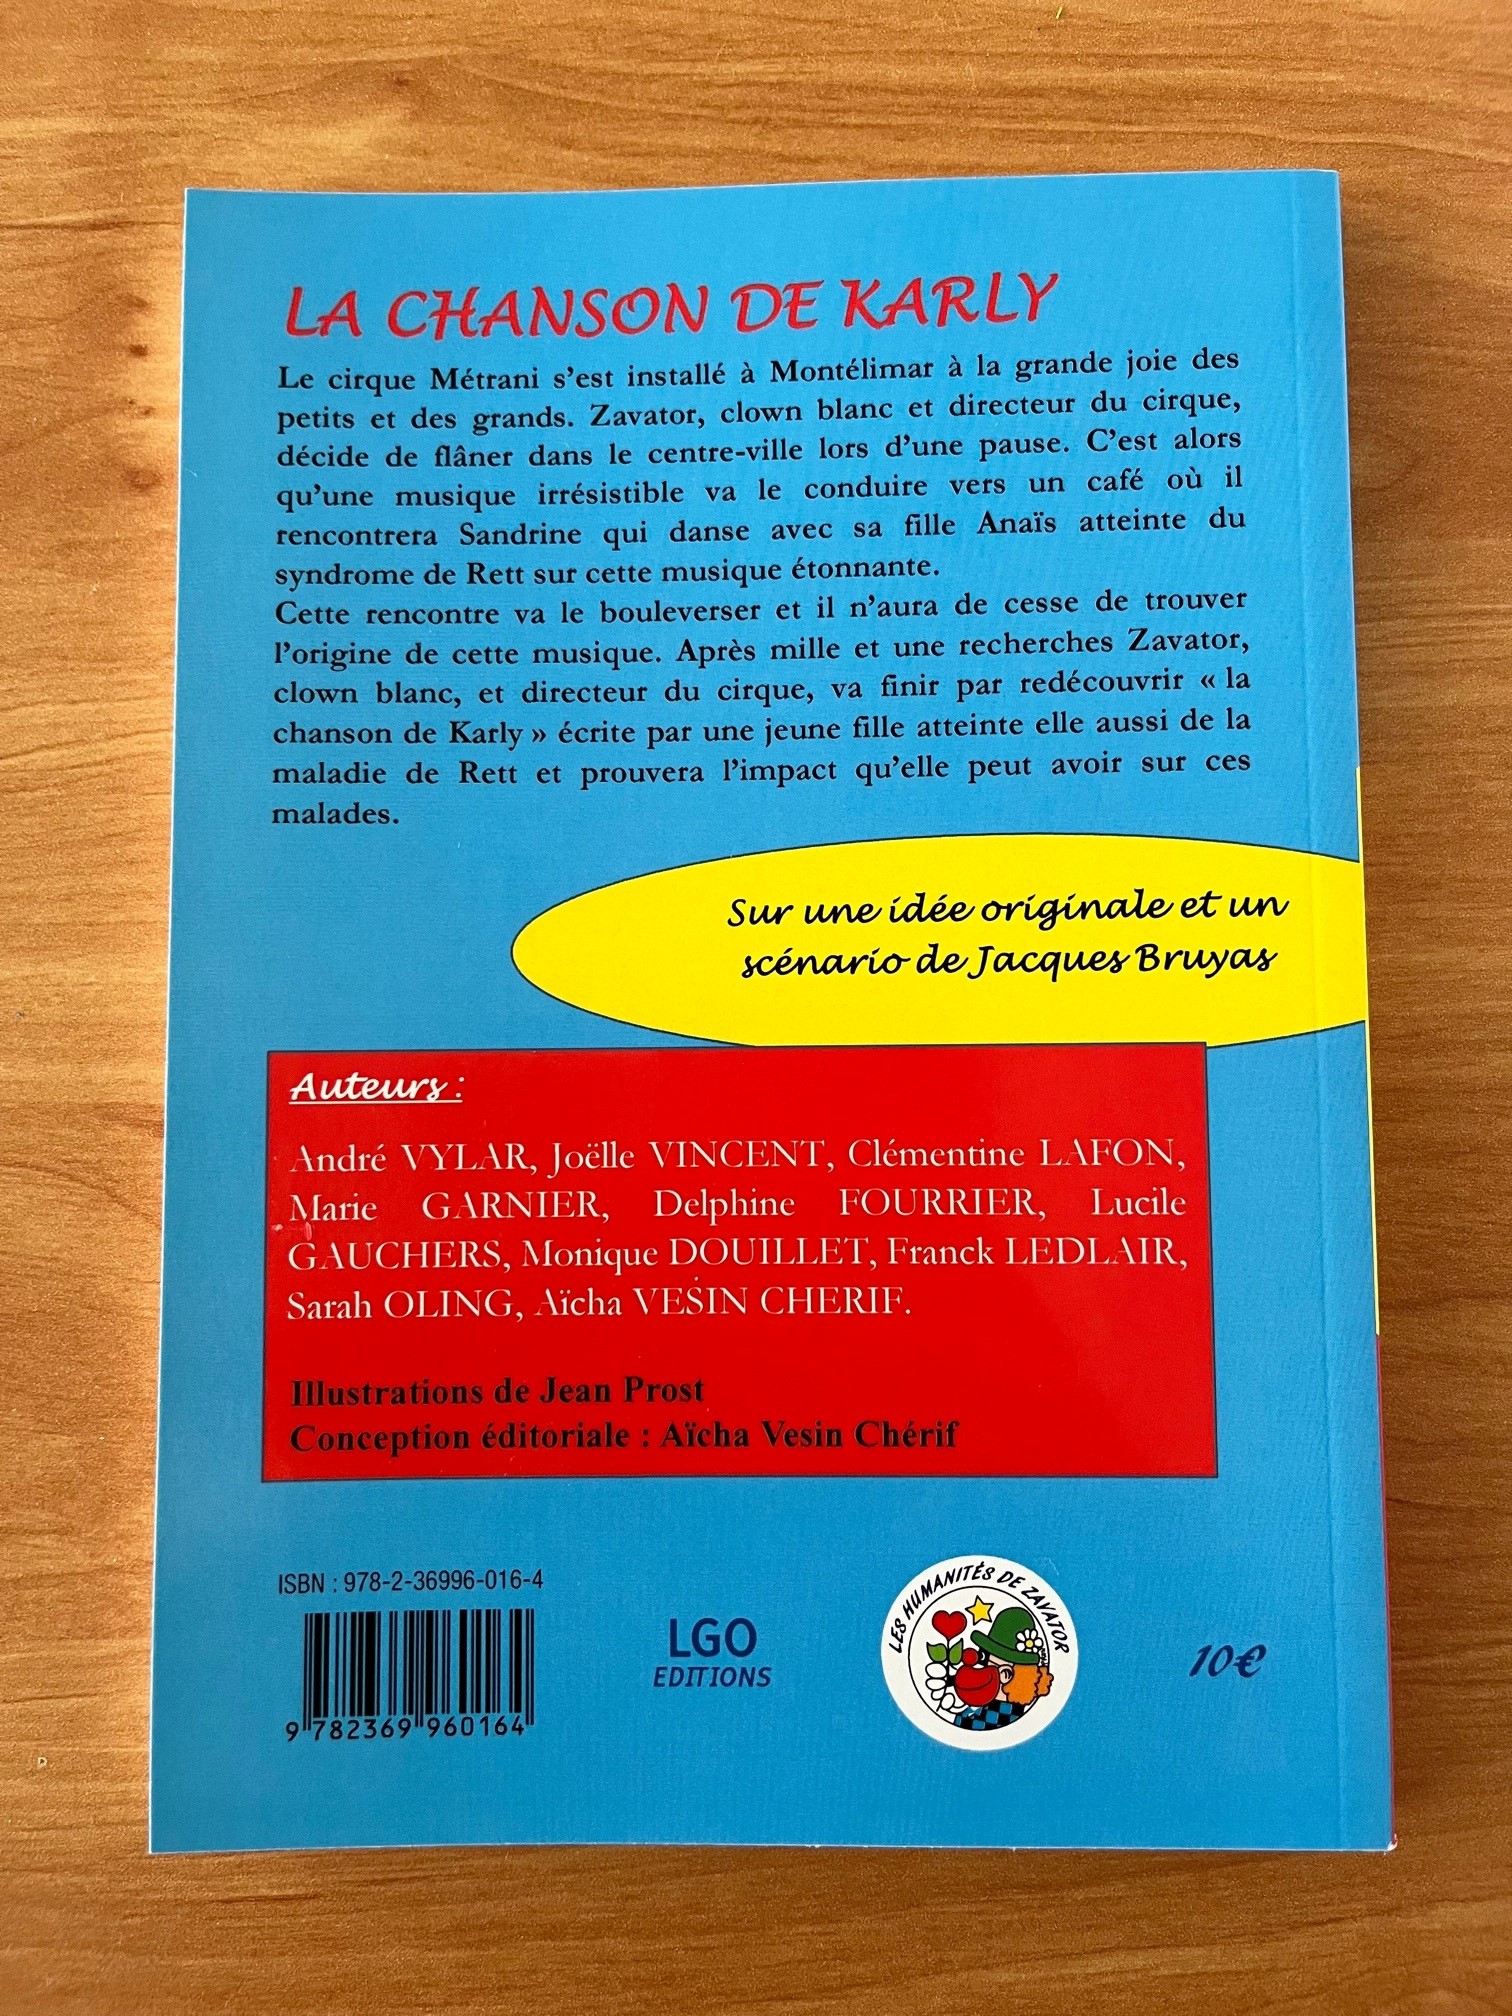 LA CHANSON DE KARLY
Le cirque Métrani s'est installé à Montélimar à la grande joie des
petits et des grands. Zavator, clown blanc et directeur du cirque,
décide de flâner dans le centre-ville lors d'une pause. C'est alors
qu'une musique irrésistible va le conduire vers un café où il
rencontrera Sandrine qui danse avec sa fille Anaïs atteinte du
syndrome de Rett sur cette musique étonnante.
Cette rencontre va le bouleverser et il n'aura de cesse de trouver
l'origine de cette musique. Après mille et une recherches Zavator,
clown blanc, et directeur du cirque, va finir par redécouvrir « la
chanson de Karly » écrite par une jeune fille atteinte elle aussi de la
maladie de Rett et prouvera l'impact qu'elle peut avoir sur ces
malades.
Sur une idée originale et un
scénario de Jacques Bruyas
Auteurs :
André VYLAR, Joëlle VINCENT, Clémentine LAFON,
Marie GARNIER, Delphine FOURRIER, Lucile
GAUCHERS, Monique DOUILLET, Franck LEDLAIR,
Sarah OLING, Aïcha VESIN CHERIF.
Illustrations de Jean Prost
Conception éditoriale : Aïcha Vesin Chérif
ISBN : 978-2-36996-016-4
9 782369 960164
LGO
EDITIONS
LES HUMANITÉS DE ZAVATOR
10€